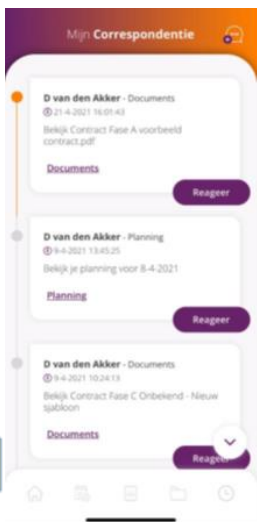 Mijn Correspondentie
D van den Akker - Documents
21-4-2021 16:01:43
Bekijk Contract Fase A voorbeeld
contract.pdf
Documents
Reageer
D van den Akker - Planning
9-4-2021 13:45:25
Bekijk je planning voor 8-4-2021
Planning
Reageer
D van den Akker - Documents
9-4-2021 10:24:13
Bekijk Contract Fase C Onbekend - Nieuw
sjabloon
Documents
Reageer